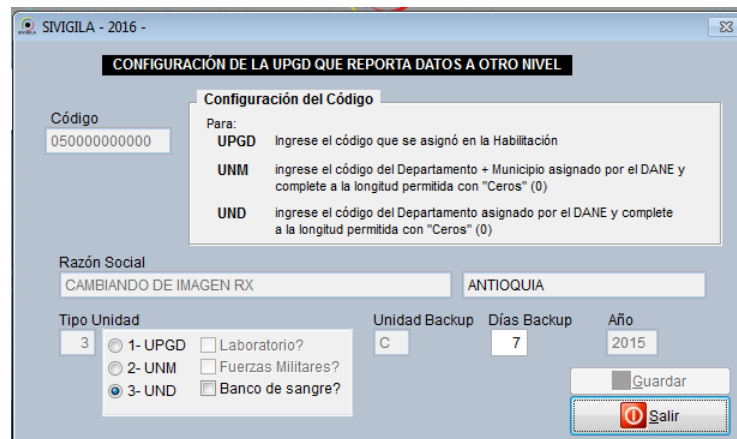 SIVIGILA - 2016 -
CONFIGURACIÓN DE LA UPGD QUE REPORTA DATOS A OTRO NIVEL
Configuración del Código
Código
050000000000
Para:
UPGD Ingrese el código que se asignó en la Habilitación
UNM ingrese el código del Departamento + Municipio asignado por el DANE y
complete a la longitud permitida con "Ceros" (0)
UND ingrese el código del Departamento asignado por el DANE y complete
a la longitud permitida con "Ceros" (0)
Razón Social
CAMBIANDO DE IMAGEN RX ANTIOQUIA
Tipo Unidad Unidad Backup Días Backup Año
3 1- UPGD Laboratorio? C 7 2015
2- UNM Fuerzas Militares?
3- UND Banco de sangre?
Guardar
Salir